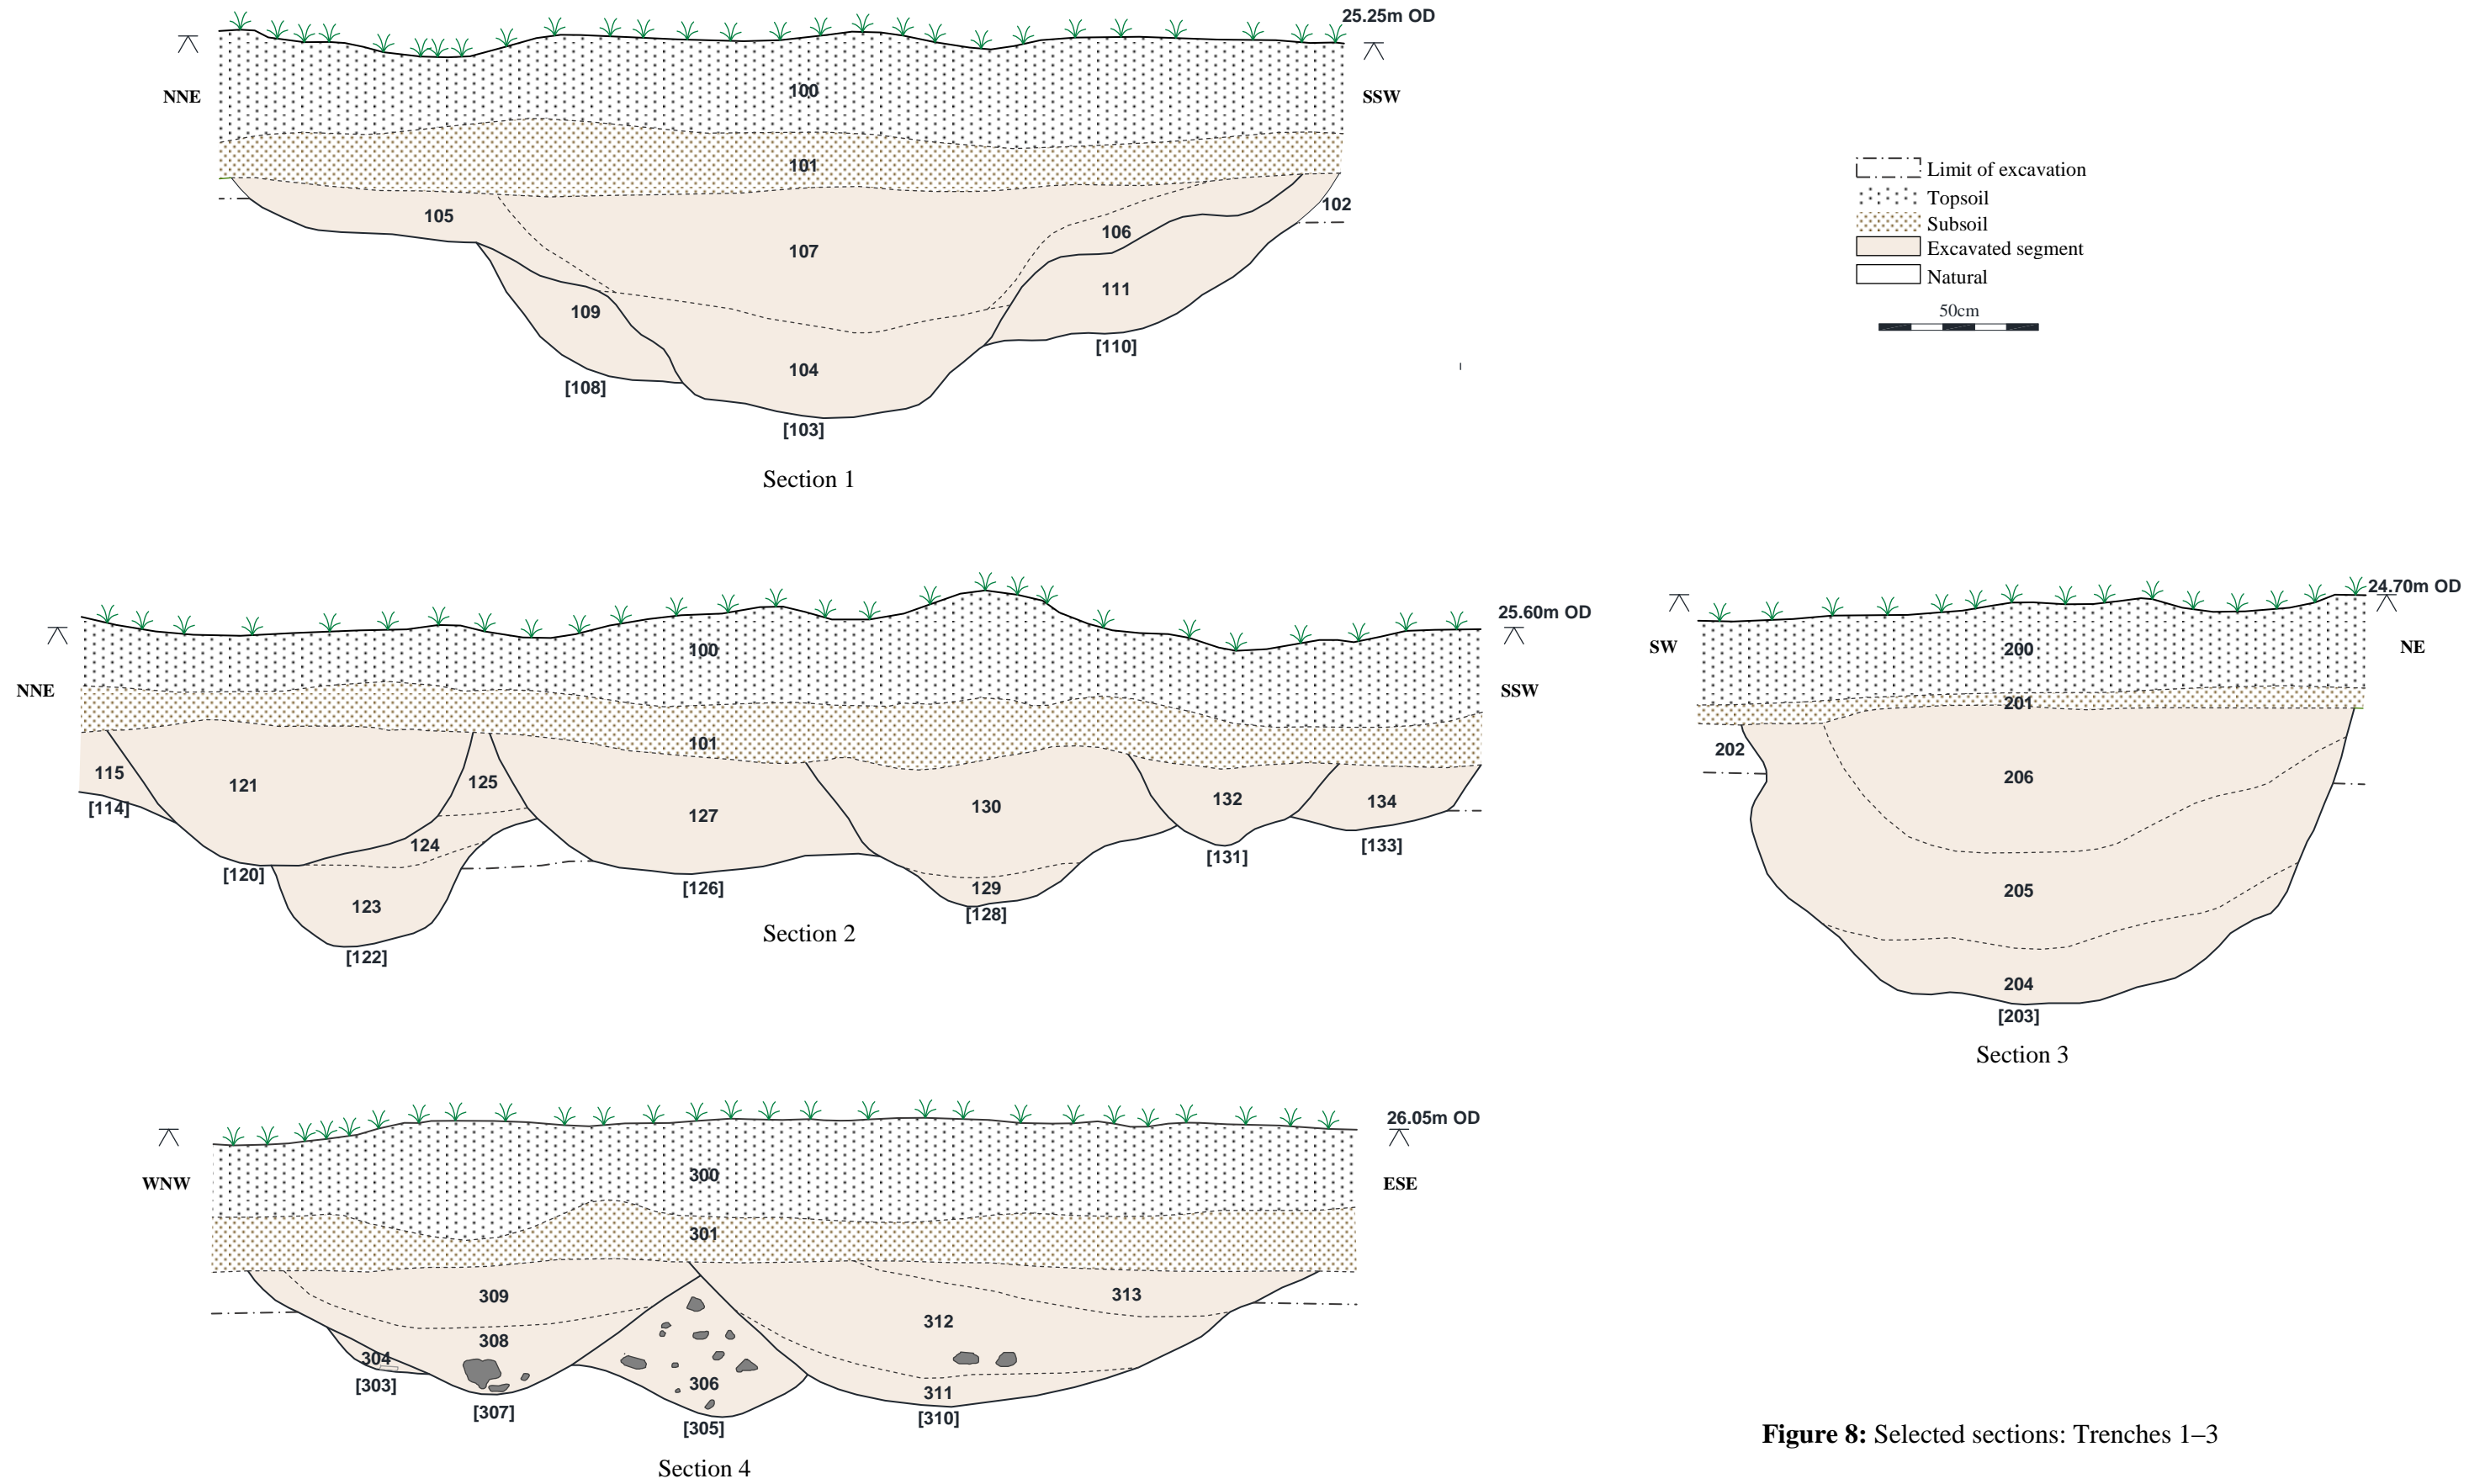 25.25m OD
NNE
SSW
100
101
102
105
106
107
111
109
104
[110]
[108]
[103]
Section 1
Limit of excavation
Topsoil
Subsoil
Excavated segment
Natural
50cm
25.60m OD
NNE
SSW
100
101
115
121
125
127
130
132
134
[114]
124
[133]
[131]
[120]
[126]
129
123
[128]
[122]
Section 2
24.70m OD
SW
NE
200
201
202
206
205
204
[203]
Section 3
26.05m OD
WNW
ESE
300
301
309
313
312
308
304
[303]
306
311
[307]
[310]
[305]
Section 4
Figure 8: Selected sections: Trenches 1–3